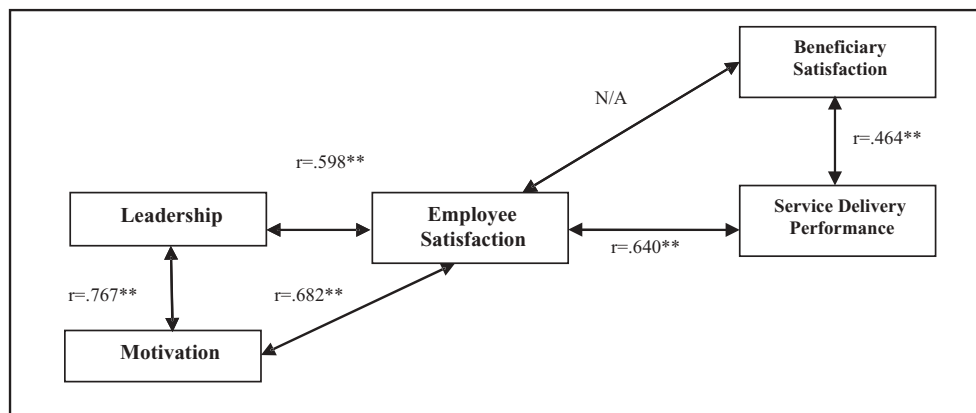 Beneficiary
Satisfaction
N/A
r=.464**
r=.598**
Leadership
Employee
Satisfaction
Service Delivery
Performance
r=.640**
r=.767**
r=.682**
Motivation